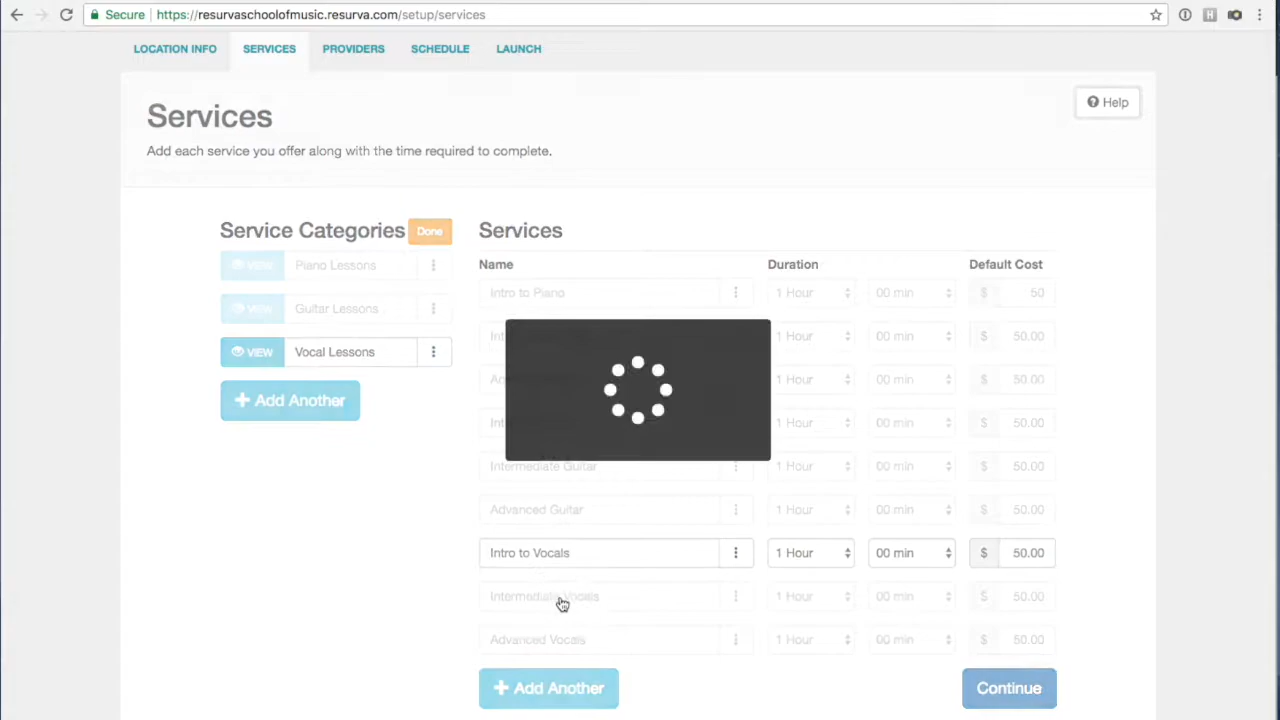 Secure https://resurvaschoolofmusic.resurva.com/setup/services
LOCATION INFO SERVICES PROVIDERS SCHEDULE LAUNCH
Services
Help
Add each service you offer along with the time required to complete.
Service Categories Done
VIEW Piano Lessons
VIEW Guitar Lessons
VIEW Vocal Lessons
+ Add Another
Services
Name Duration Default Cost
Intro to Piano 1 Hour 00 min $ 50
1 Hour 00 min $ 50.00
1 Hour 00 min $ 50.00
1 Hour 00 min $ 50.00
Intermediate Guitar 1 Hour 00 min $ 50.00
Advanced Guitar 1 Hour 00 min $ 50.00
Intro to Vocals 1 Hour 00 min $ 50.00
Intermediate Vocals 1 Hour 00 min $ 50.00
Advanced Vocals 1 Hour 00 min $ 50.00
+ Add Another
Continue